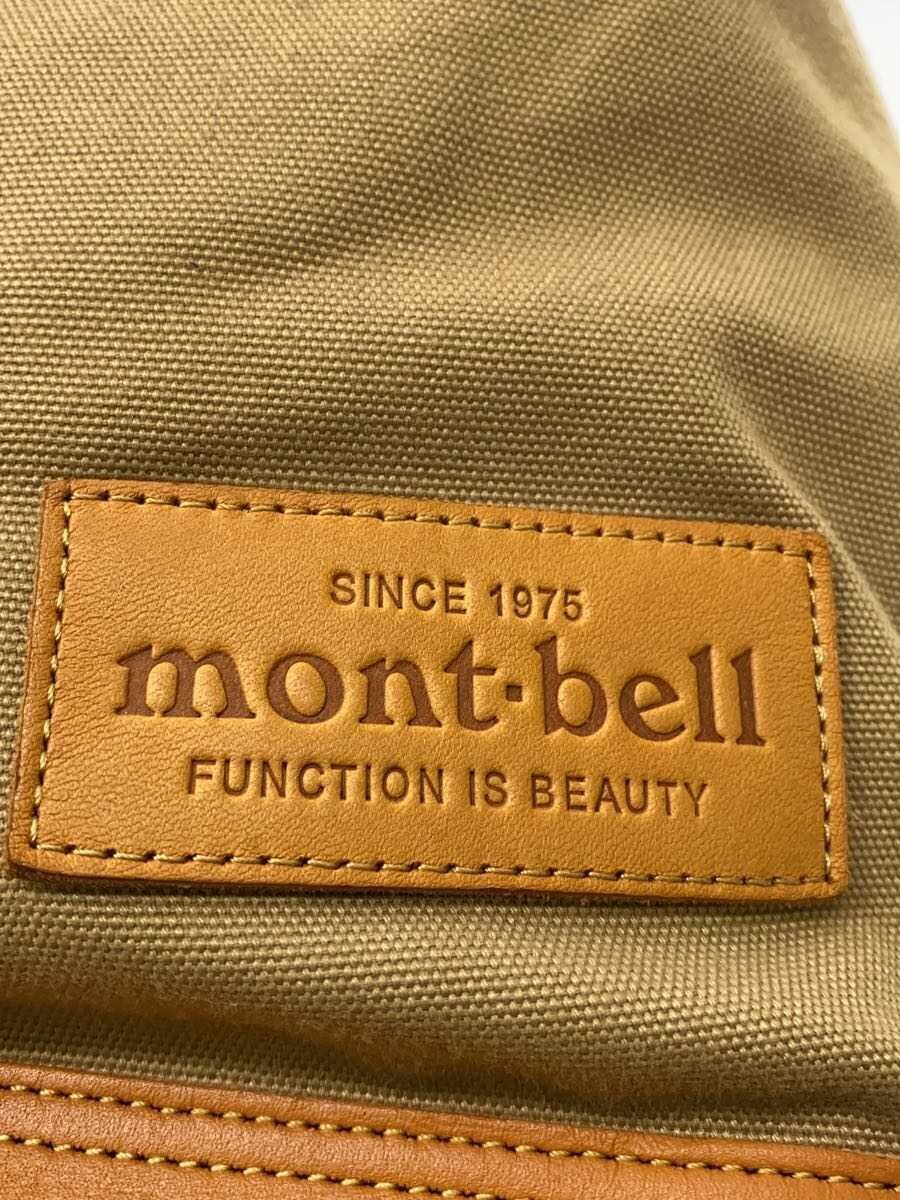 SINCE 1975
mont-bell
FUNCTION IS BEAUTY